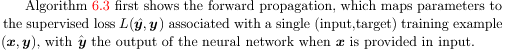 Algorithm 6.3 first shows the forward propagation, which maps parameters to
the supervised loss L(ŷ, y) associated with a single (input,target) training example
(x, y), with ŷ the output of the neural network when x is provided in input.